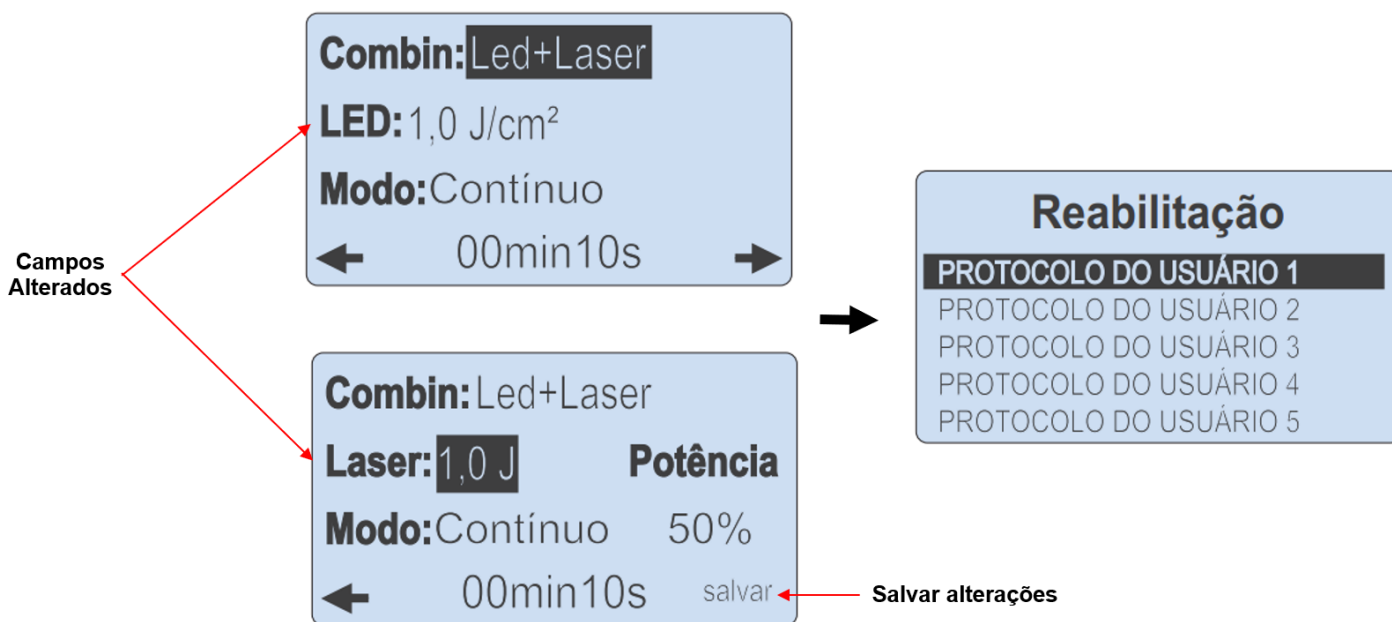 Combin: Led+Laser
LED: 1,0 J/cm²
Modo: Contínuo
00min10s
Campos
Alterados
Combin: Led+Laser
Laser: 1,0 J Potência
Modo: Contínuo 50%
00min10s salvar
Salvar alterações
Reabilitação
PROTOCOLO DO USUÁRIO 1
PROTOCOLO DO USUÁRIO 2
PROTOCOLO DO USUÁRIO 3
PROTOCOLO DO USUÁRIO 4
PROTOCOLO DO USUÁRIO 5